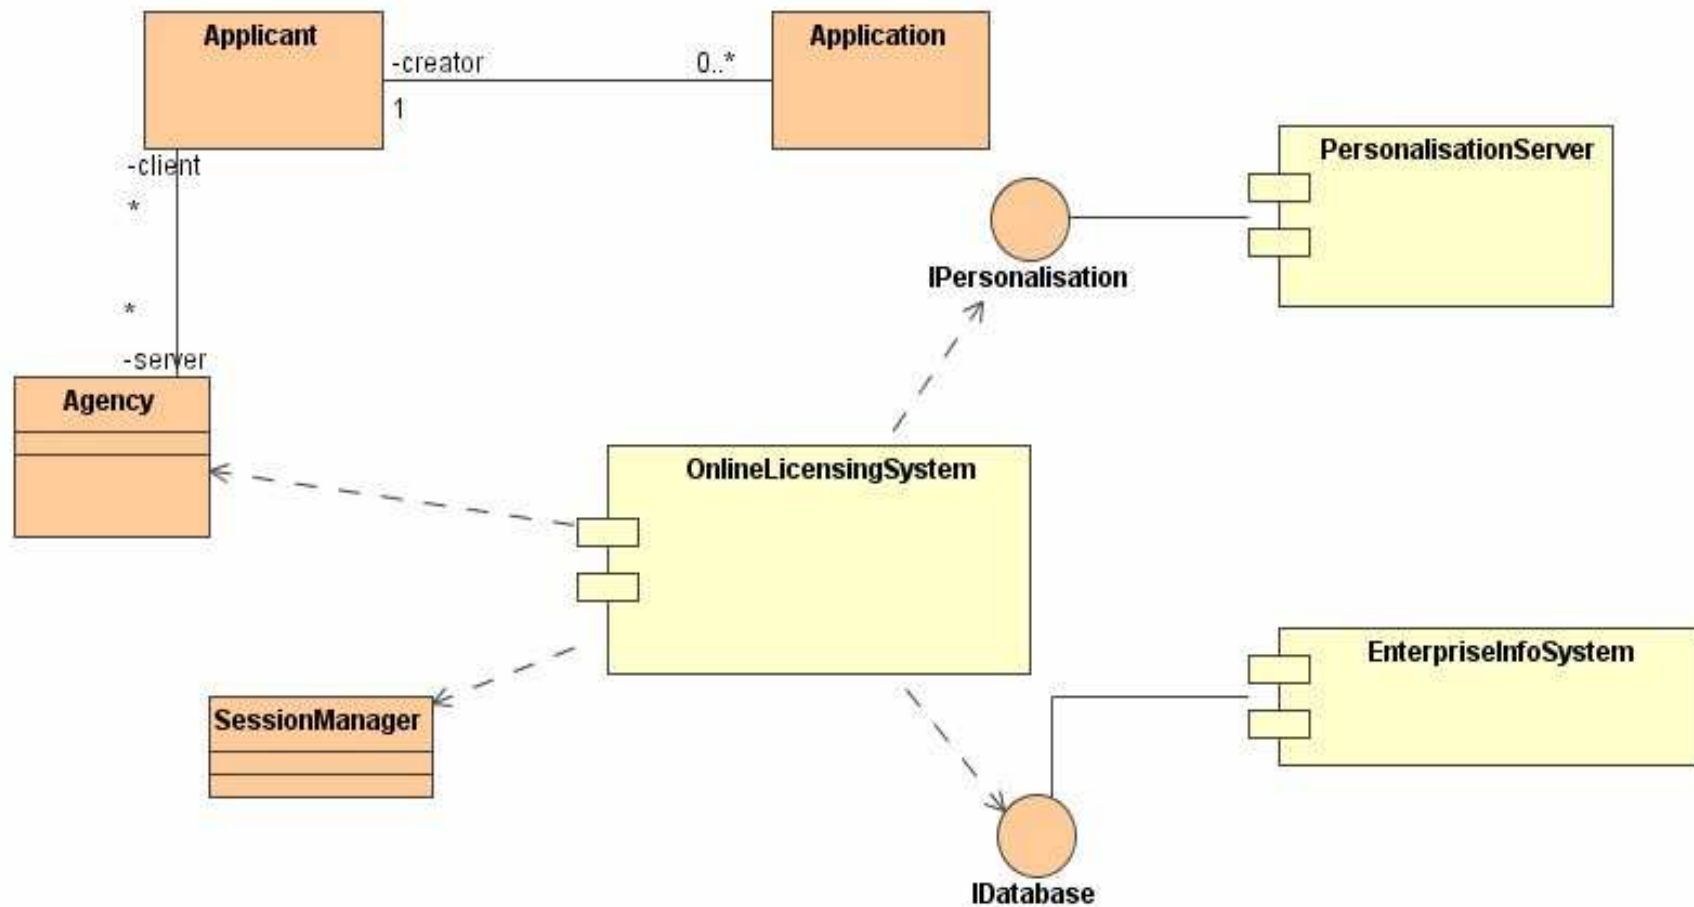 Applicant
Application
-creator
0..*
1
-client
*
*
-server
Agency
PersonalisationServer
IPersonalisation
OnlineLicensingSystem
SessionManager
EnterpriseInfoSystem
IDatabase